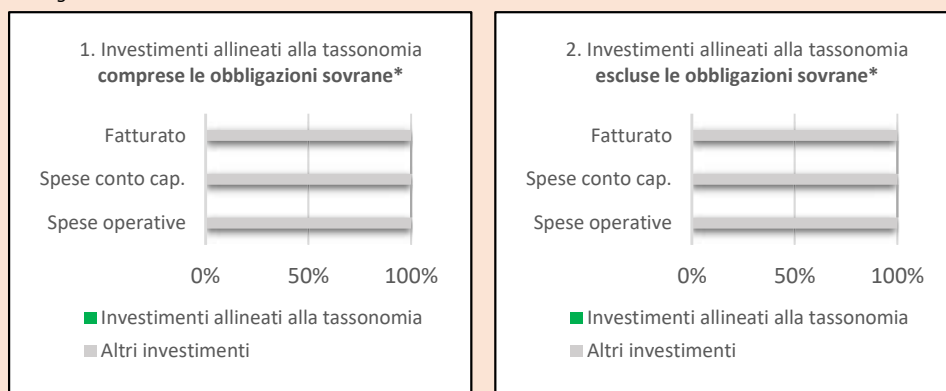 1. Investimenti allineati alla tassonomia
comprese le obbligazioni sovrane*
Fatturato
Spese conto cap.
Spese operative
0% 50% 100%
Investimenti allineati alla tassonomia
Altri investimenti
2. Investimenti allineati alla tassonomia
escluse le obbligazioni sovrane*
Fatturato
Spese conto cap.
Spese operative
0% 50% 100%
Investimenti allineati alla tassonomia
Altri investimenti